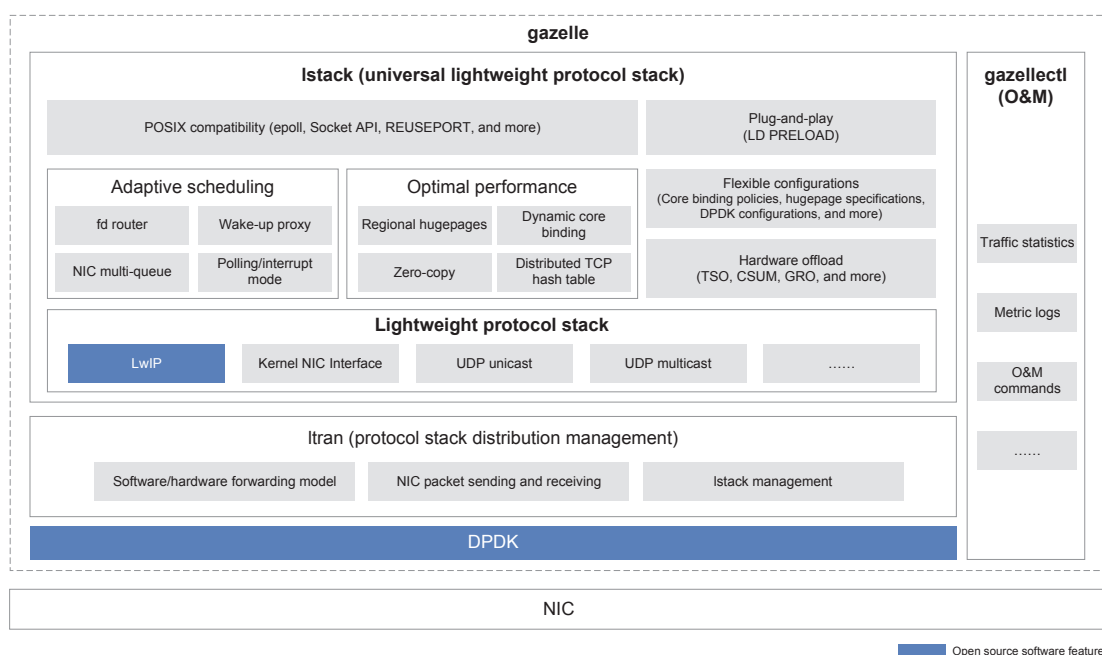 gazelle
lstack (universal lightweight protocol stack)
gazellectl
(O&M)
POSIX compatibility (epoll, Socket API, REUSEPORT, and more)
Plug-and-play
(LD PRELOAD)
Adaptive scheduling
Optimal performance
Flexible configurations
(Core binding policies, hugepage specifications,
DPDK configurations, and more)
fd router
Wake-up proxy
Regional hugepages
Dynamic core
binding
NIC multi-queue
Polling/interrupt
mode
Zero-copy
Distributed TCP
hash table
Hardware offload
(TSO, CSUM, GRO, and more)
Traffic statistics
Metric logs
O&M
commands
……
Lightweight protocol stack
LwIP
Kernel NIC Interface
UDP unicast
UDP multicast
……
ltran (protocol stack distribution management)
Software/hardware forwarding model
NIC packet sending and receiving
lstack management
DPDK
NIC
Open source software feature